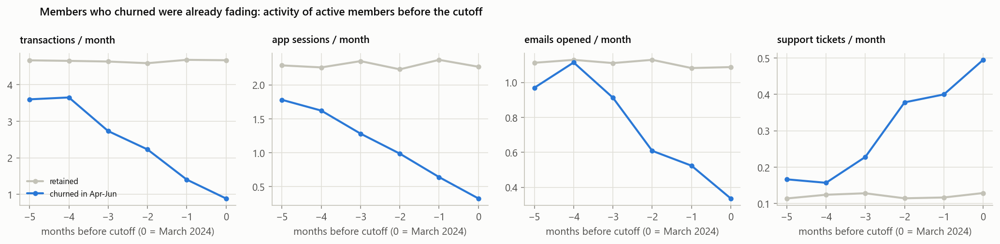 Members who churned were already fading: activity of active members before the cutoff
transactions / month
4
3
2
1
retained
churned in Apr-Jun
−5 −4 −3 −2 −1 0
months before cutoff (0 = March 2024)
app sessions / month
2.0
1.5
1.0
0.5
−5 −4 −3 −2 −1 0
months before cutoff (0 = March 2024)
emails opened / month
1.0
0.8
0.6
0.4
−5 −4 −3 −2 −1 0
months before cutoff (0 = March 2024)
support tickets / month
0.5
0.4
0.3
0.2
0.1
−5 −4 −3 −2 −1 0
months before cutoff (0 = March 2024)